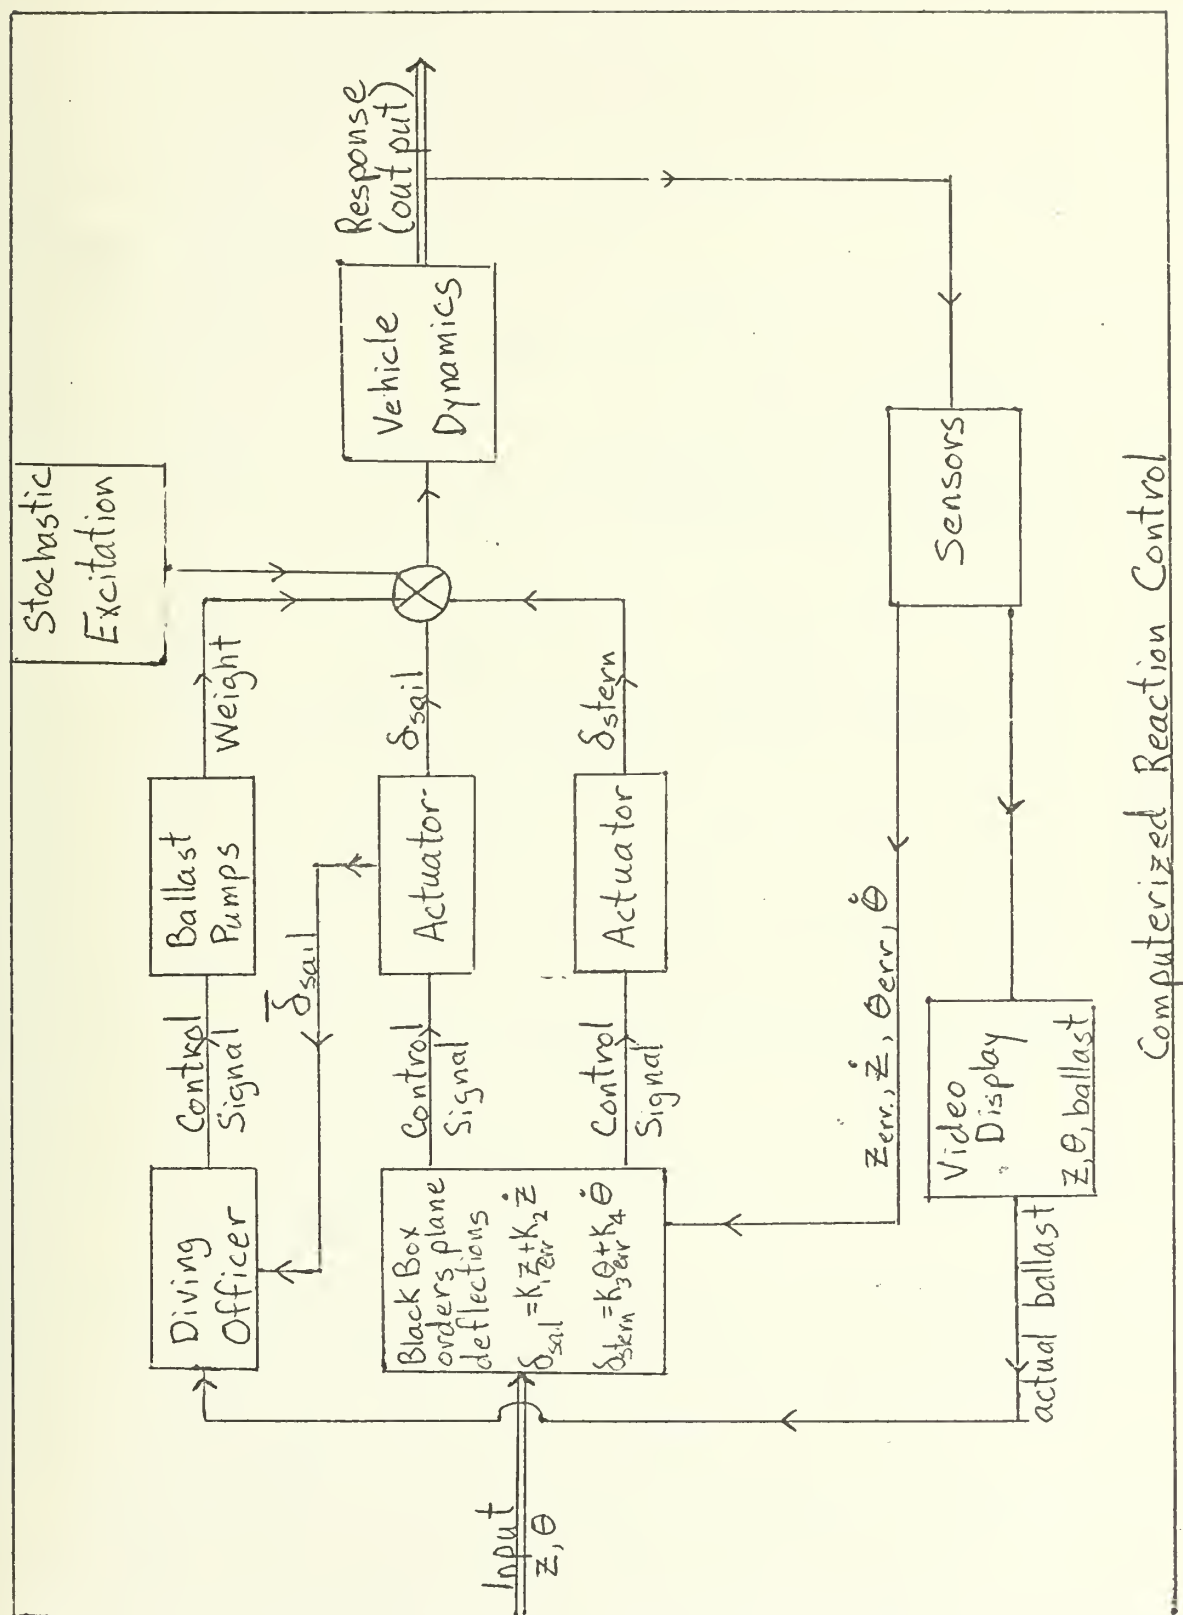 Stochastic
Excitation
Diving
Officer
Control
Signal
Ballast
Pumps
Weight
δ̅sail
Input
z, θ
Black Box
orders plane
deflections
δsail = K₁zerr + K₂ż
δstern = K₃θerr + K₄θ̇
Control
Signal
Actuator
δsail
Control
Signal
Actuator
δstern
Vehicle
Dynamics
Response
(output)
zerr., ż, θerr, θ̇
Sensors
Video
Display
z, θ, ballast
actual ballast
Computerized Reaction Control